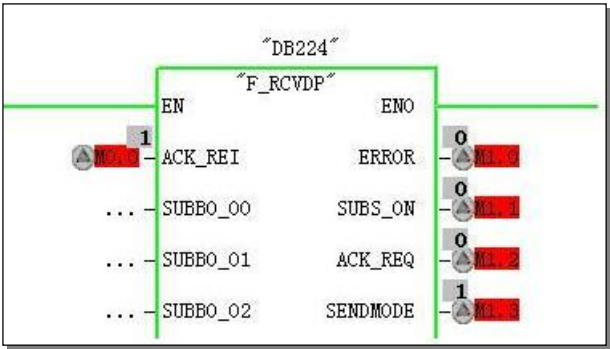 "DB224"
"F_RCVDP"
EN ENO
1 0
M0.0 ACK_REI ERROR M1.0
0
... SUBBO_00 SUBS_ON M1.1
0
... SUBBO_01 ACK_REQ M1.2
1
... SUBBO_02 SENDMODE M1.3